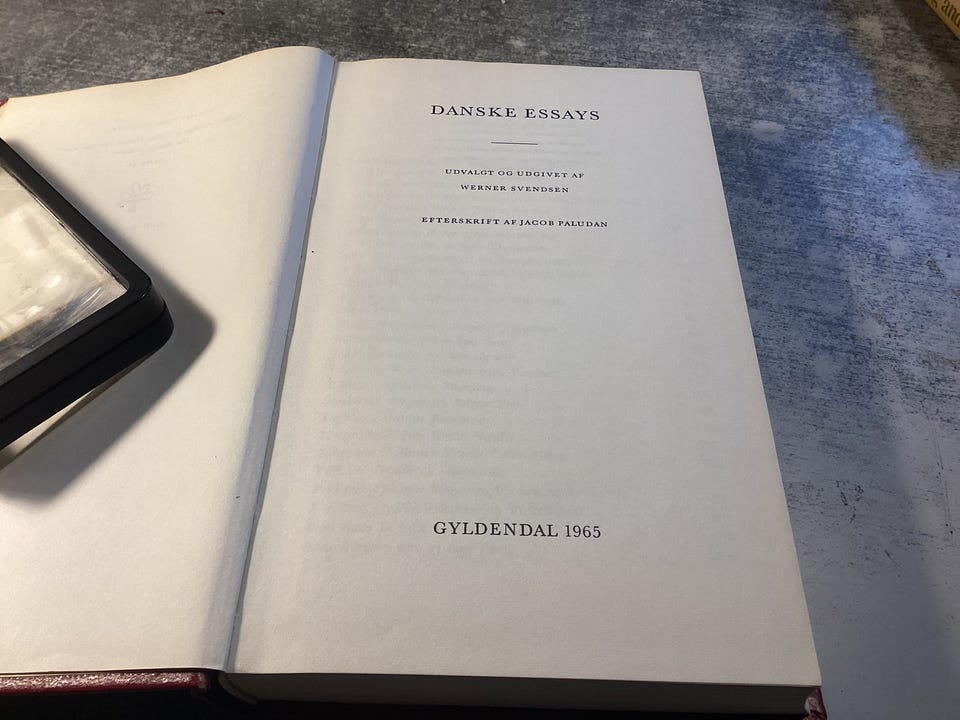 DANSKE ESSAYS
UDVALGT OG UDGIVET AF
WERNER SVENDSEN
EFTERSKRIFT AF JACOB PALUDAN
GYLDENDAL 1965